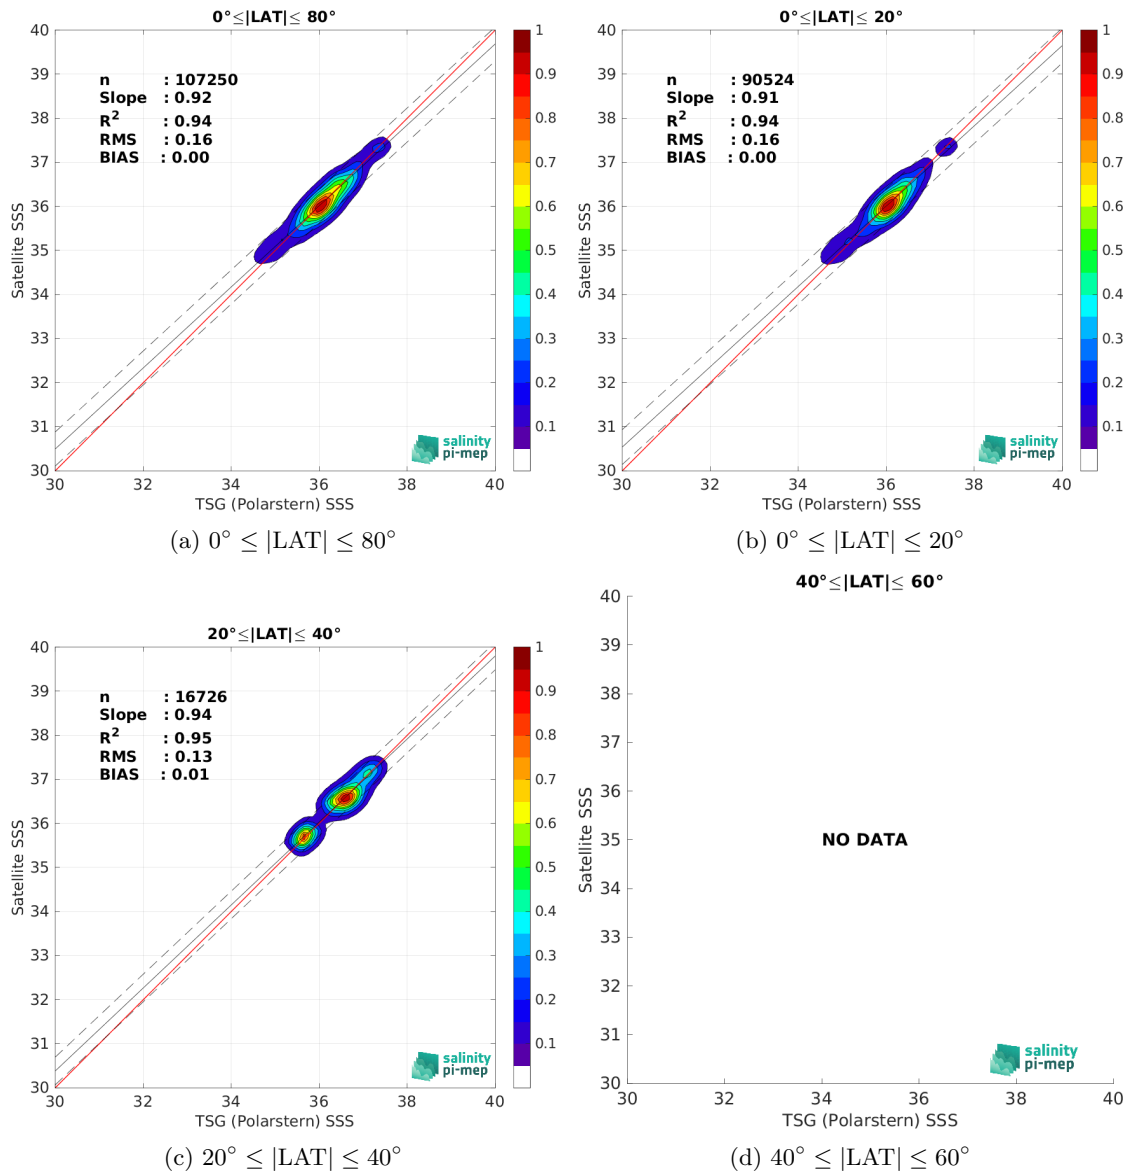 0°≤|LAT|≤ 80°
n : 107250
Slope : 0.92
R² : 0.94
RMS : 0.16
BIAS : 0.00
Satellite SSS
40
39
38
37
36
35
34
33
32
31
30
30 32 34 36 38 40
TSG (Polarstern) SSS
1
0.9
0.8
0.7
0.6
0.5
0.4
0.3
0.2
0.1
salinity
pi-mep
(a) 0° ≤ |LAT| ≤ 80°
0°≤|LAT|≤ 20°
n : 90524
Slope : 0.91
R² : 0.94
RMS : 0.16
BIAS : 0.00
Satellite SSS
40
39
38
37
36
35
34
33
32
31
30
30 32 34 36 38 40
TSG (Polarstern) SSS
1
0.9
0.8
0.7
0.6
0.5
0.4
0.3
0.2
0.1
salinity
pi-mep
(b) 0° ≤ |LAT| ≤ 20°
20°≤|LAT|≤ 40°
n : 16726
Slope : 0.94
R² : 0.95
RMS : 0.13
BIAS : 0.01
Satellite SSS
40
39
38
37
36
35
34
33
32
31
30
30 32 34 36 38 40
TSG (Polarstern) SSS
1
0.9
0.8
0.7
0.6
0.5
0.4
0.3
0.2
0.1
salinity
pi-mep
(c) 20° ≤ |LAT| ≤ 40°
40°≤|LAT|≤ 60°
NO DATA
Satellite SSS
40
39
38
37
36
35
34
33
32
31
30
30 32 34 36 38 40
TSG (Polarstern) SSS
salinity
pi-mep
(d) 40° ≤ |LAT| ≤ 60°